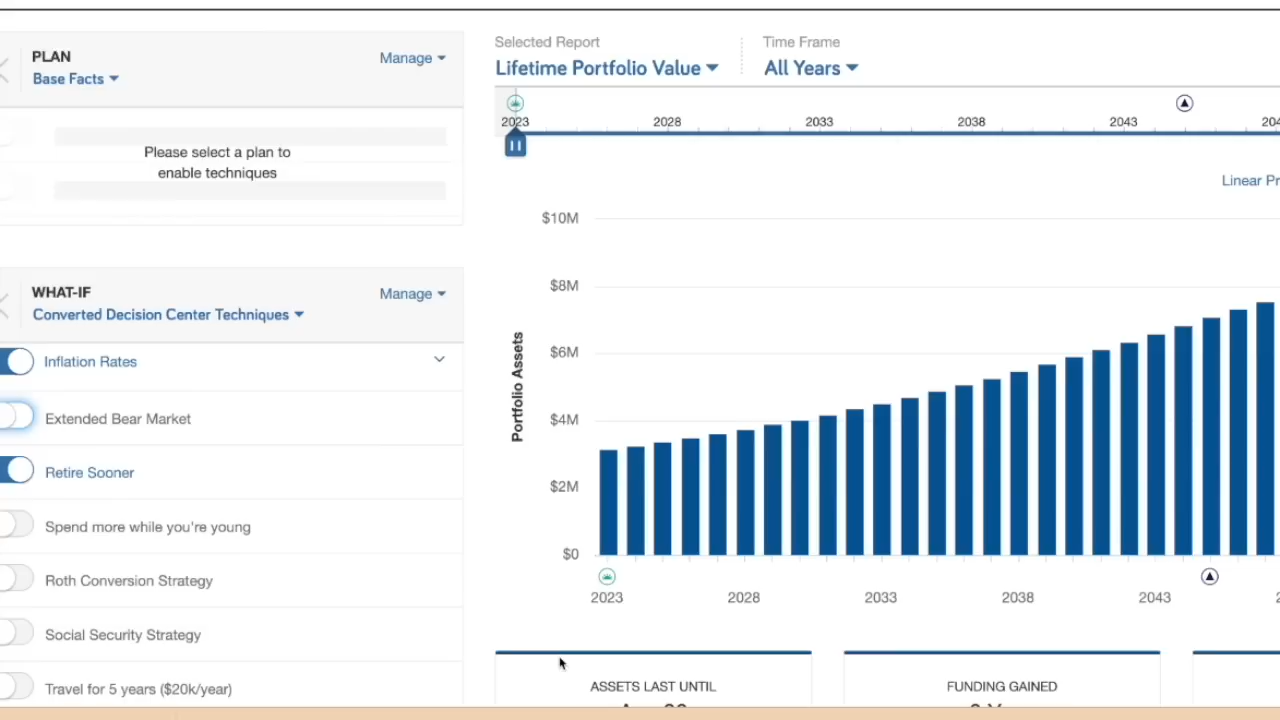 PLAN
Manage
Base Facts
Please select a plan to
enable techniques
WHAT-IF
Manage
Converted Decision Center Techniques
Inflation Rates
Extended Bear Market
Retire Sooner
Spend more while you're young
Roth Conversion Strategy
Social Security Strategy
Travel for 5 years ($20k/year)
Selected Report
Lifetime Portfolio Value
Time Frame
All Years
2023 2028 2033 2038 2043
Linear
Portfolio Assets
$10M
$8M
$6M
$4M
$2M
$0
2023 2028 2033 2038 2043
ASSETS LAST UNTIL
FUNDING GAINED